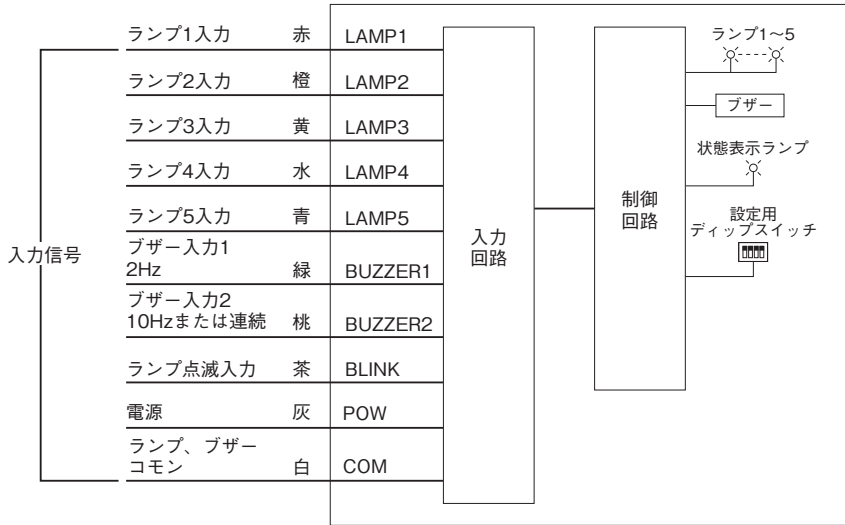 入力信号
ランプ1入力 赤 LAMP1
ランプ2入力 橙 LAMP2
ランプ3入力 黄 LAMP3
ランプ4入力 水 LAMP4
ランプ5入力 青 LAMP5
ブザー入力1
2Hz 緑 BUZZER1
ブザー入力2
10Hzまたは連続 桃 BUZZER2
ランプ点滅入力 茶 BLINK
電源 灰 POW
ランプ、ブザー
コモン 白 COM
入力
回路
制御
回路
ランプ1～5
ブザー
状態表示ランプ
設定用
ディップスイッチ